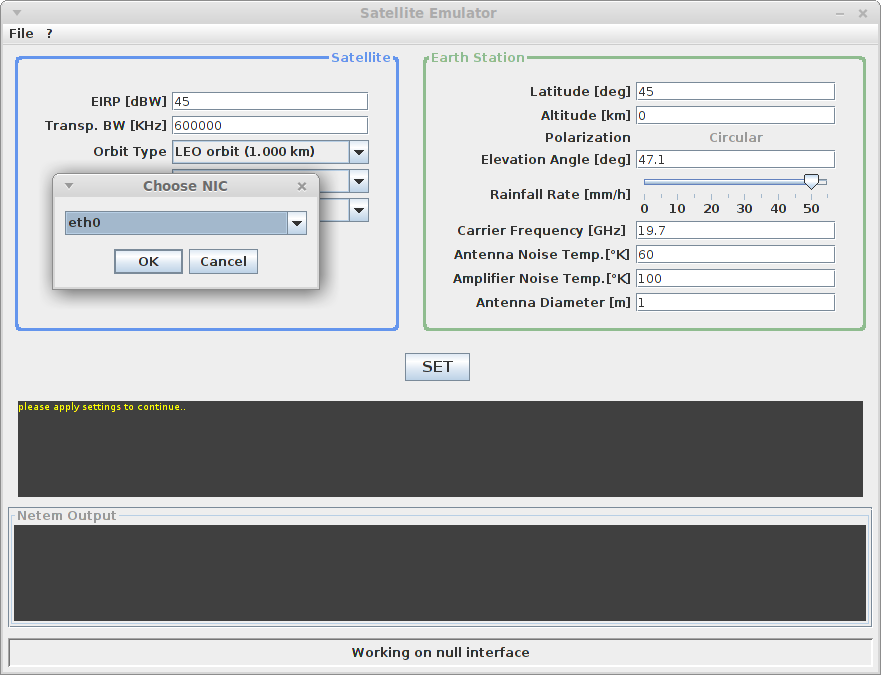 Satellite Emulator
File ?
Satellite
EIRP [dBW] 45
Transp. BW [KHz] 600000
Orbit Type LEO orbit (1.000 km)
Choose NIC
eth0
OK Cancel
Earth Station
Latitude [deg] 45
Altitude [km] 0
Polarization Circular
Elevation Angle [deg] 47.1
Rainfall Rate [mm/h]
0 10 20 30 40 50
Carrier Frequency [GHz] 19.7
Antenna Noise Temp.[°K] 60
Amplifier Noise Temp.[°K] 100
Antenna Diameter [m] 1
SET
please apply settings to continue..
Netem Output
Working on null interface